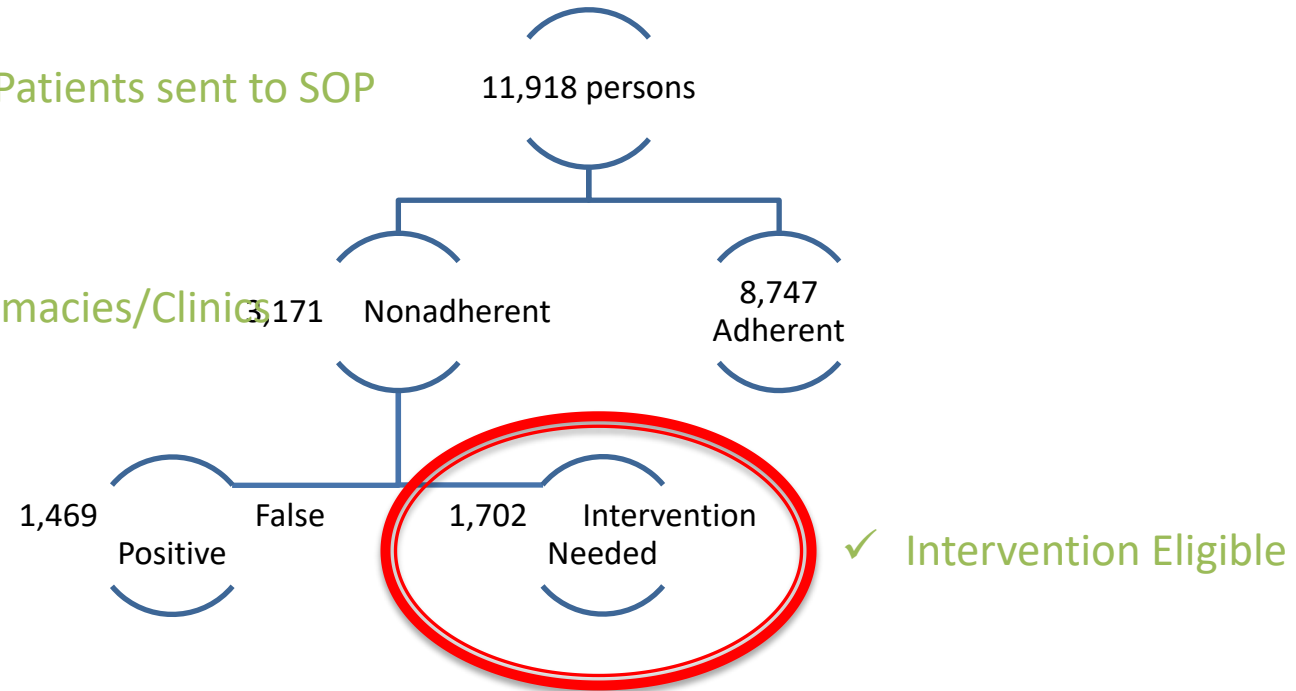 Patients sent to SOP
11,918 persons
macies/Clinics
3,171 Nonadherent
8,747
Adherent
1,469 False
Positive
1,702 Intervention
Needed
✓ Intervention Eligible